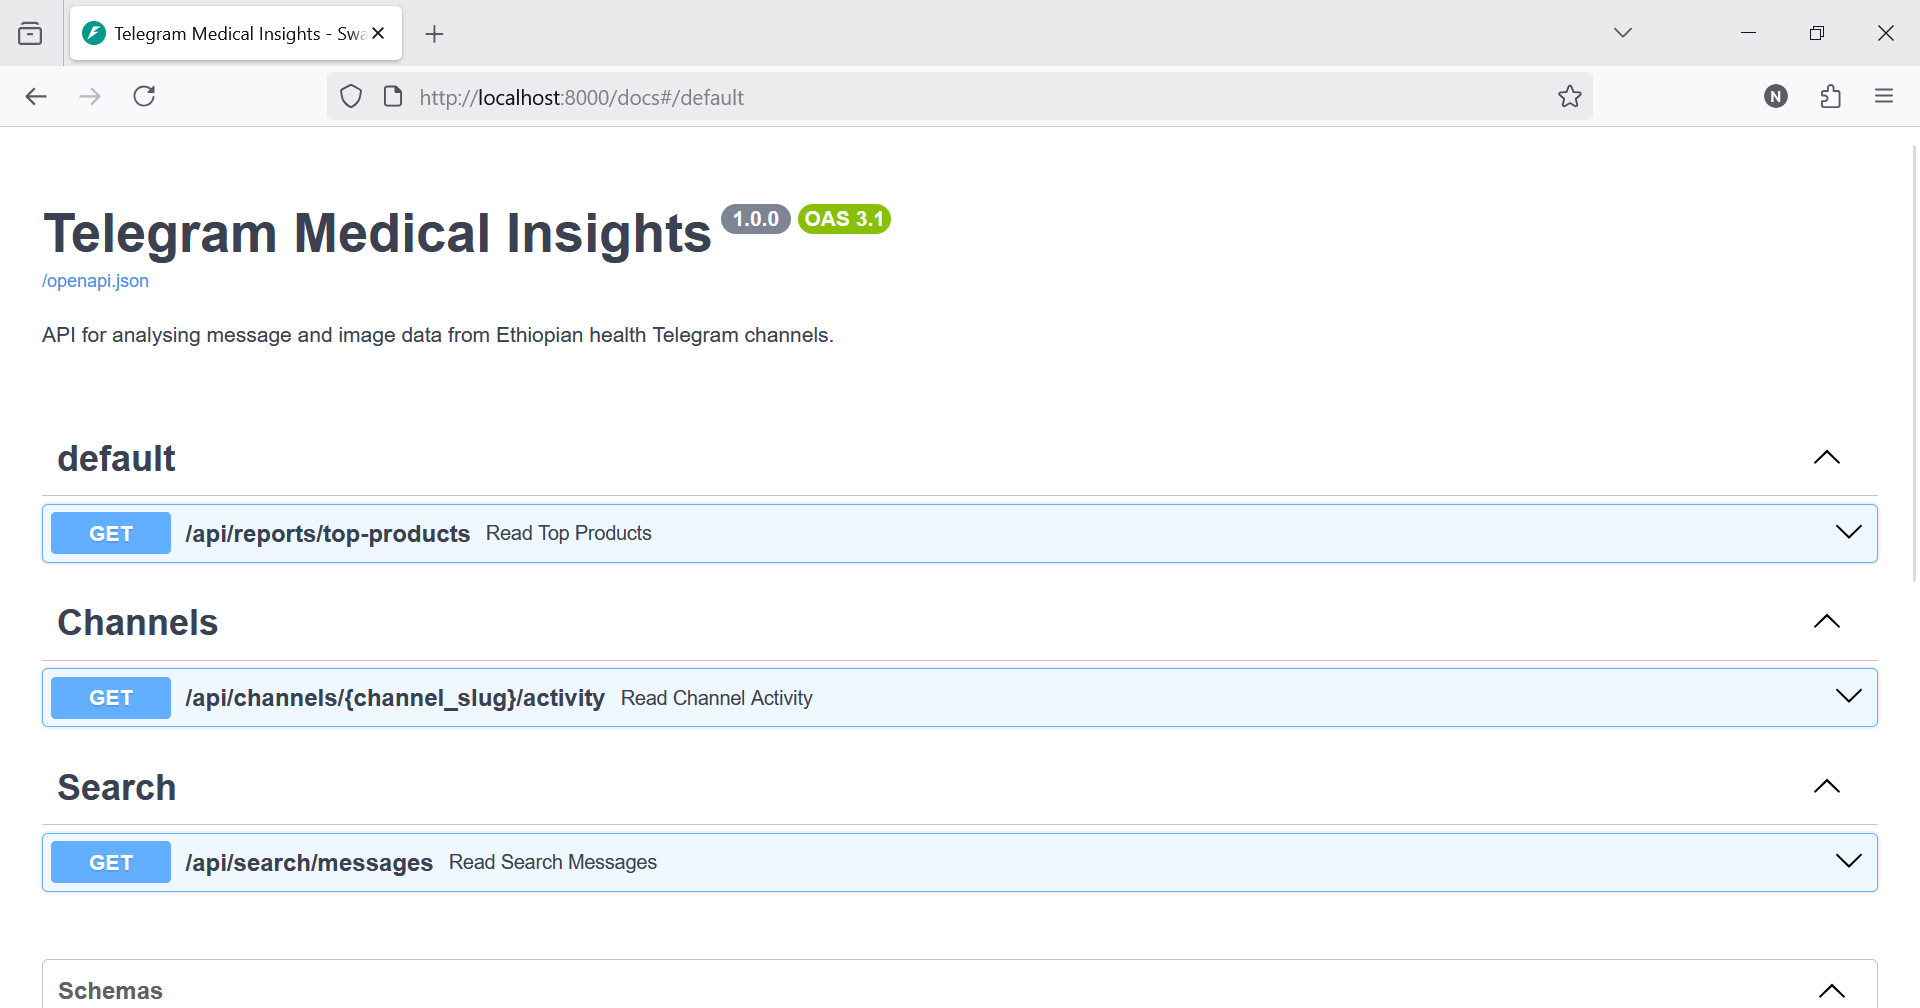 Telegram Medical Insights - Swa
http://localhost:8000/docs#/default
N
Telegram Medical Insights 1.0.0 OAS 3.1
/openapi.json
API for analysing message and image data from Ethiopian health Telegram channels.
default
GET /api/reports/top-products Read Top Products
Channels
GET /api/channels/{channel_slug}/activity Read Channel Activity
Search
GET /api/search/messages Read Search Messages
Schemas